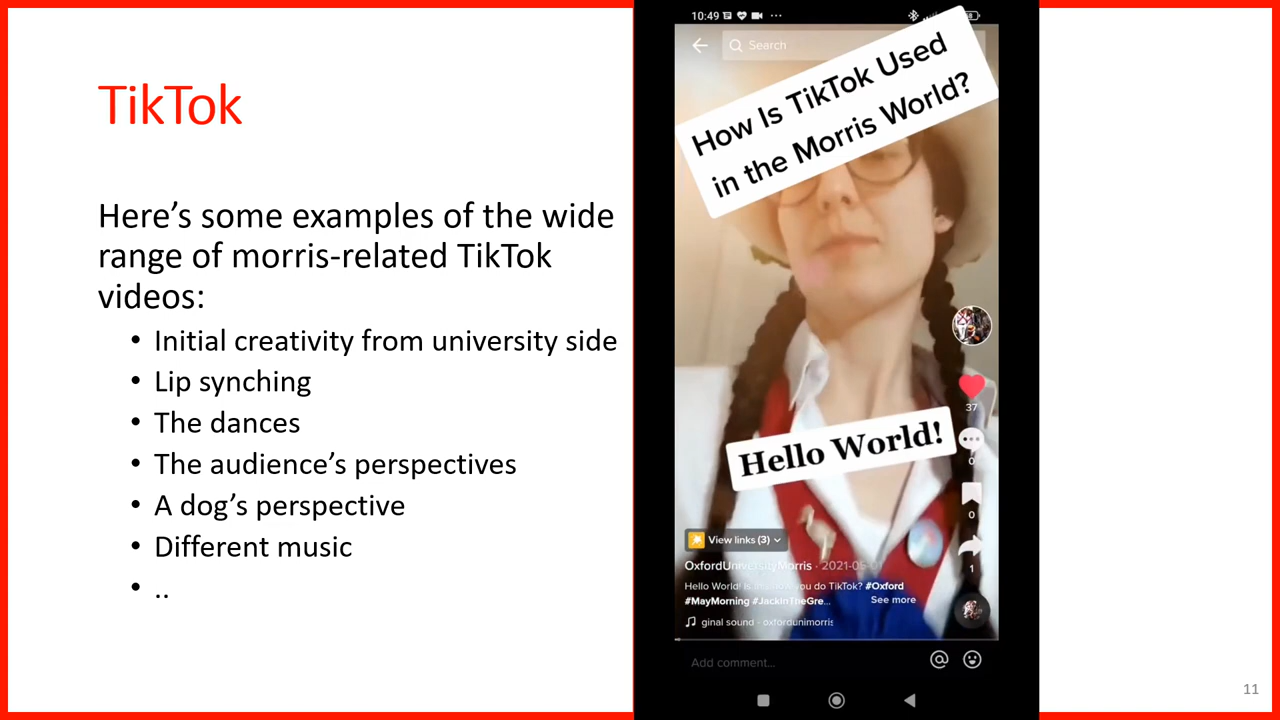 TikTok
Here's some examples of the wide
range of morris-related TikTok
videos:
• Initial creativity from university side
• Lip synching
• The dances
• The audience's perspectives
• A dog's perspective
• Different music
• ..
10:49
Search
How Is TikTok Used
in the Morris World?
Hello World!
37
0
0
1
View links (3)
OxfordUniversityMorris · 2021-05-01
Hello World! Is this how you do TikTok? #Oxford
#MayMorning #JackInTheGre... See more
ginal sound - oxfordunimorris
Add comment...
11